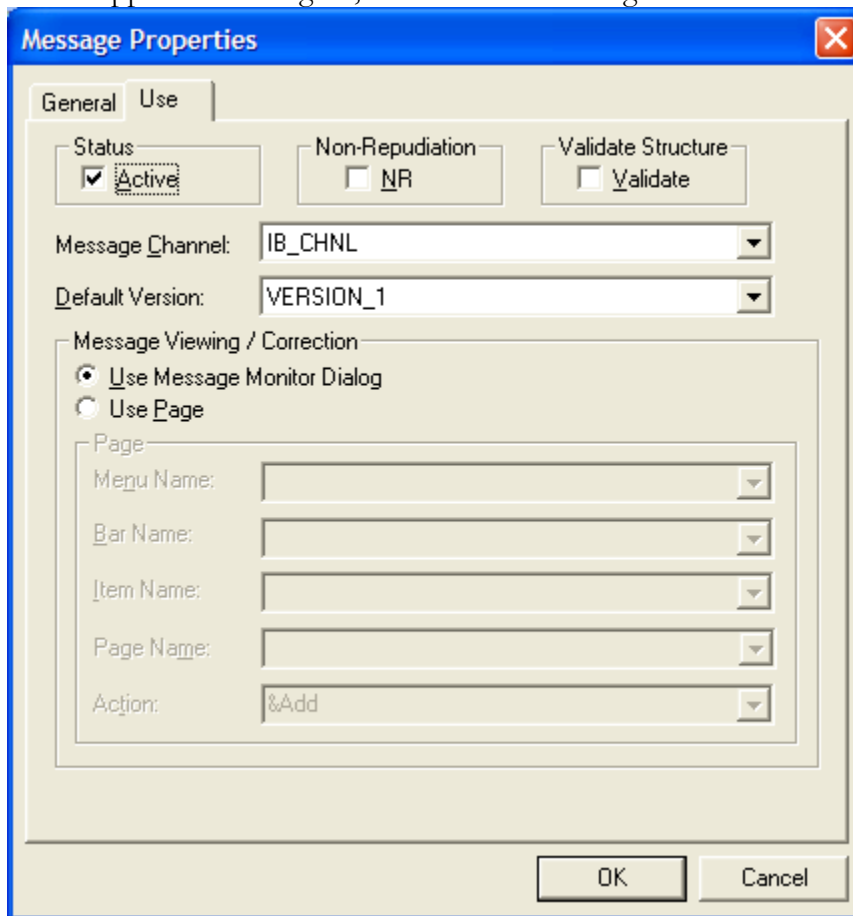 Message Properties
General Use
Status Non-Repudiation Validate Structure
Active NR Validate
Message Channel: IB_CHNL
Default Version: VERSION_1
Message Viewing / Correction
Use Message Monitor Dialog
Use Page
Page
Menu Name:
Bar Name:
Item Name:
Page Name:
Action: &Add
OK Cancel